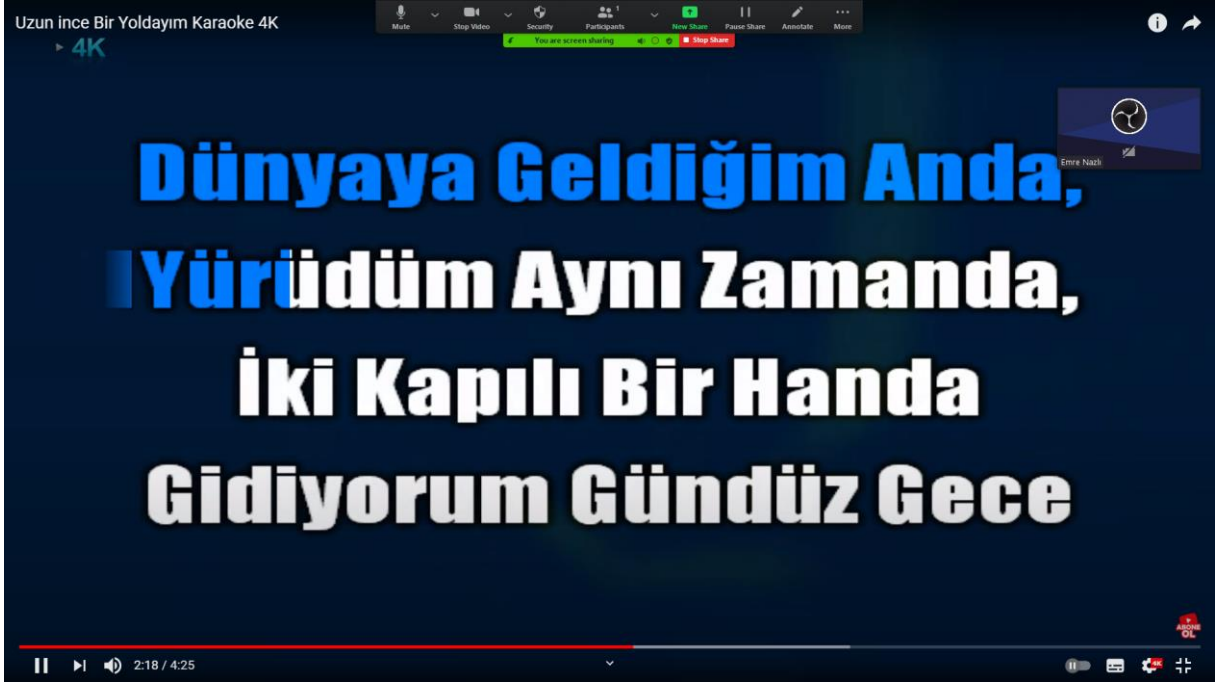 Uzun ince Bir Yoldayım Karaoke 4K
Mute
Stop Video
Security
Participants
1
New Share
Pause Share
Annotate
More
You are screen sharing
Stop Share
4K
Emre Nazlı
Dünyaya Geldiğim Anda,
Yürüdüm Aynı Zamanda,
İki Kapılı Bir Handa
Gidiyorum Gündüz Gece
ABONE
OL
2:18 / 4:25
4K